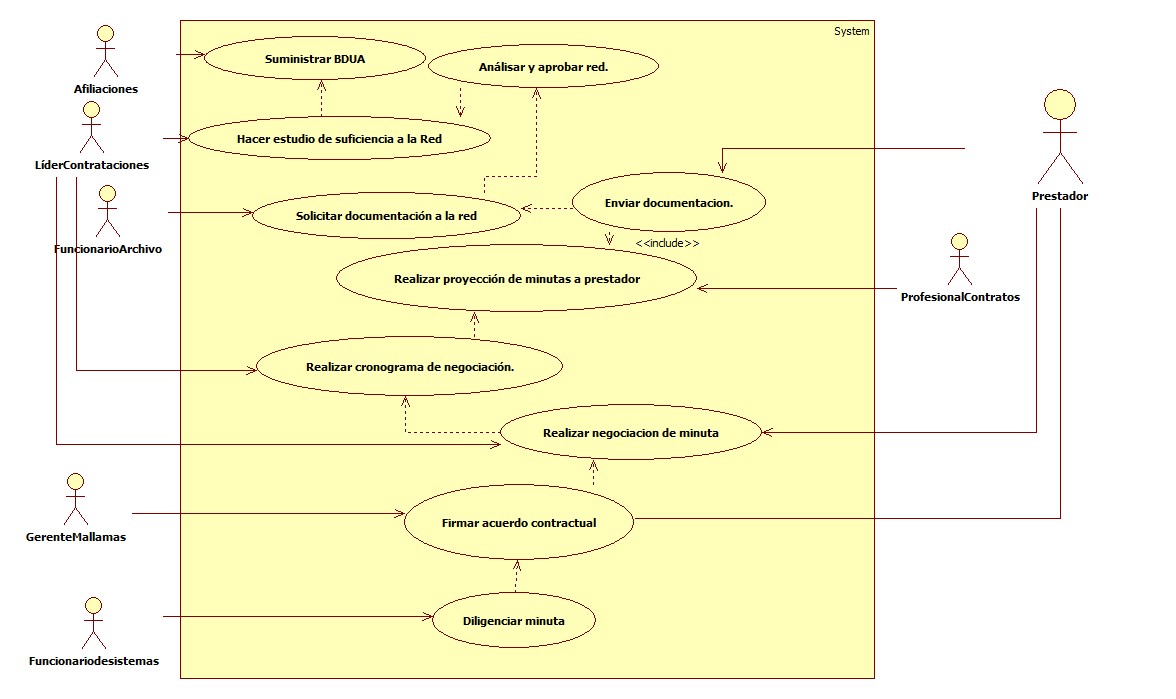 System
Afiliaciones
Suministrar BDUA
Análisar y aprobar red.
LíderContrataciones
Hacer estudio de suficiencia a la Red
FuncionarioArchivo
Solicitar documentación a la red
Enviar documentacion.
Prestador
<<include>>
Realizar proyección de minutas a prestador
ProfesionalContratos
Realizar cronograma de negociación.
Realizar negociacion de minuta
GerenteMallamas
Firmar acuerdo contractual
Diligenciar minuta
Funcionariodesistemas